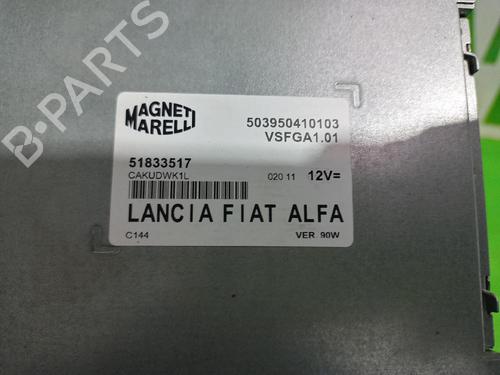 B-PARTS
MAGNETI
MARELLI
503950410103
VSFGA1.01
51833517
CAKUDWK1L
020 11 12V=
LANCIA FIAT ALFA
C144
VER. 90W